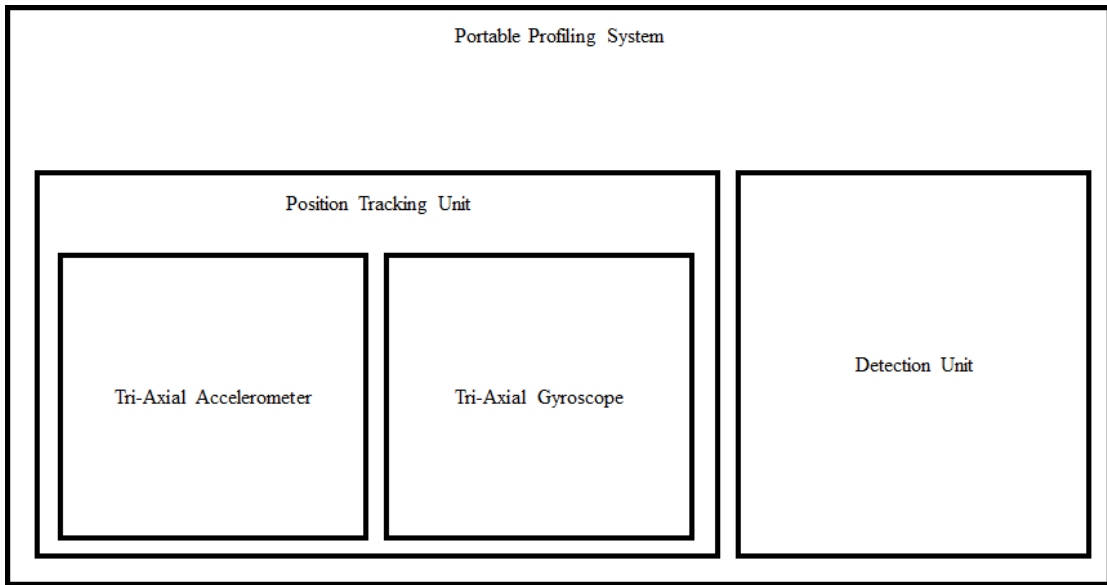 Portable Profiling System
Position Tracking Unit
Tri-Axial Accelerometer
Tri-Axial Gyroscope
Detection Unit